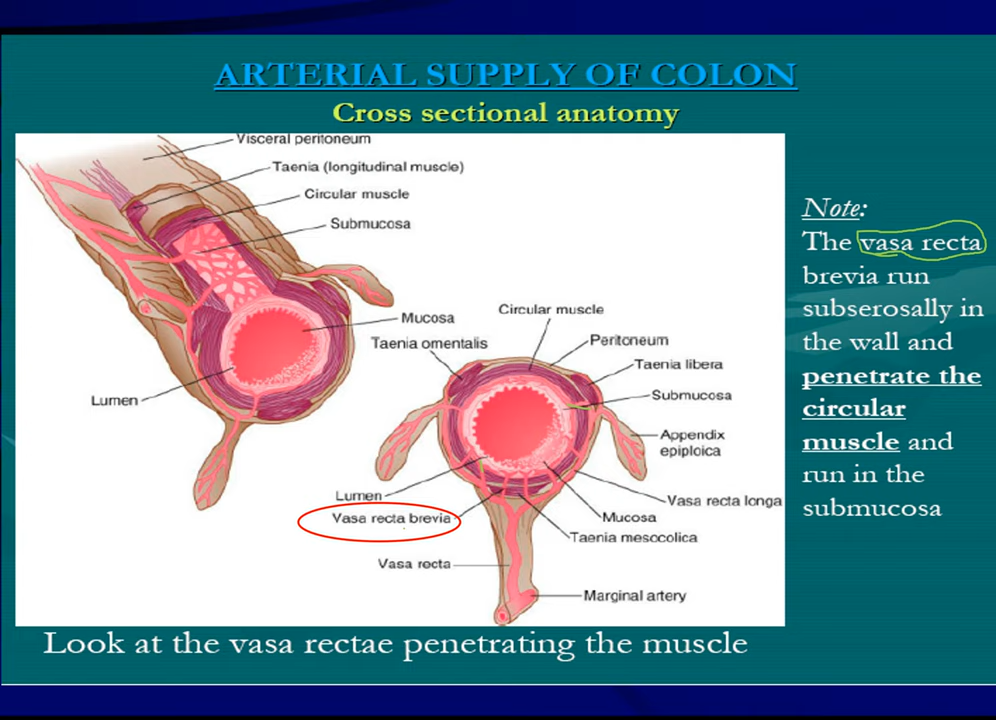 ARTERIAL SUPPLY OF COLON
Cross sectional anatomy
Visceral peritoneum
Taenia (longitudinal muscle)
Circular muscle
Submucosa
Mucosa
Lumen
Circular muscle
Taenia omentalis
Peritoneum
Taenia libera
Submucosa
Appendix
epiploica
Lumen
Vasa recta brevia
Vasa recta longa
Mucosa
Taenia mesocolica
Vasa recta
Marginal artery
Note:
The vasa recta
brevia run
subserosally in
the wall and
penetrate the
circular
muscle and
run in the
submucosa
Look at the vasa rectae penetrating the muscle